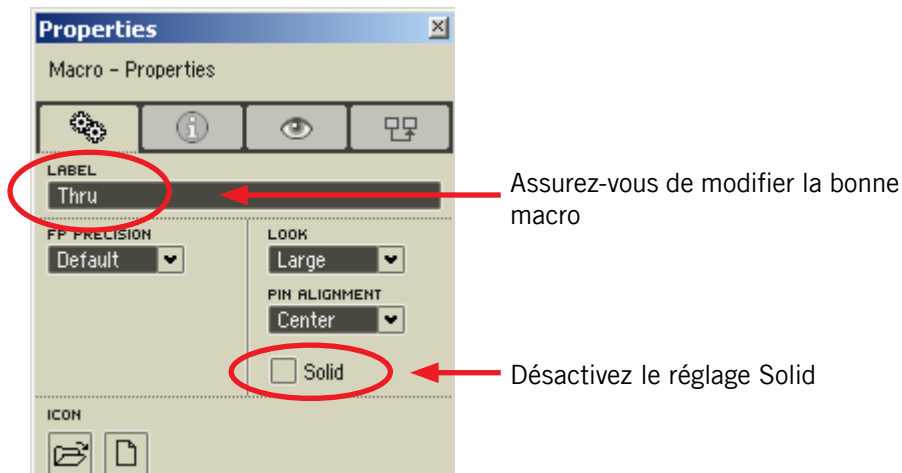 Properties
Macro – Properties
LABEL
Thru
Assurez-vous de modifier la bonne
macro
FP PRECISION
Default
LOOK
Large
PIN ALIGNMENT
Center
Solid
Désactivez le réglage Solid
ICON